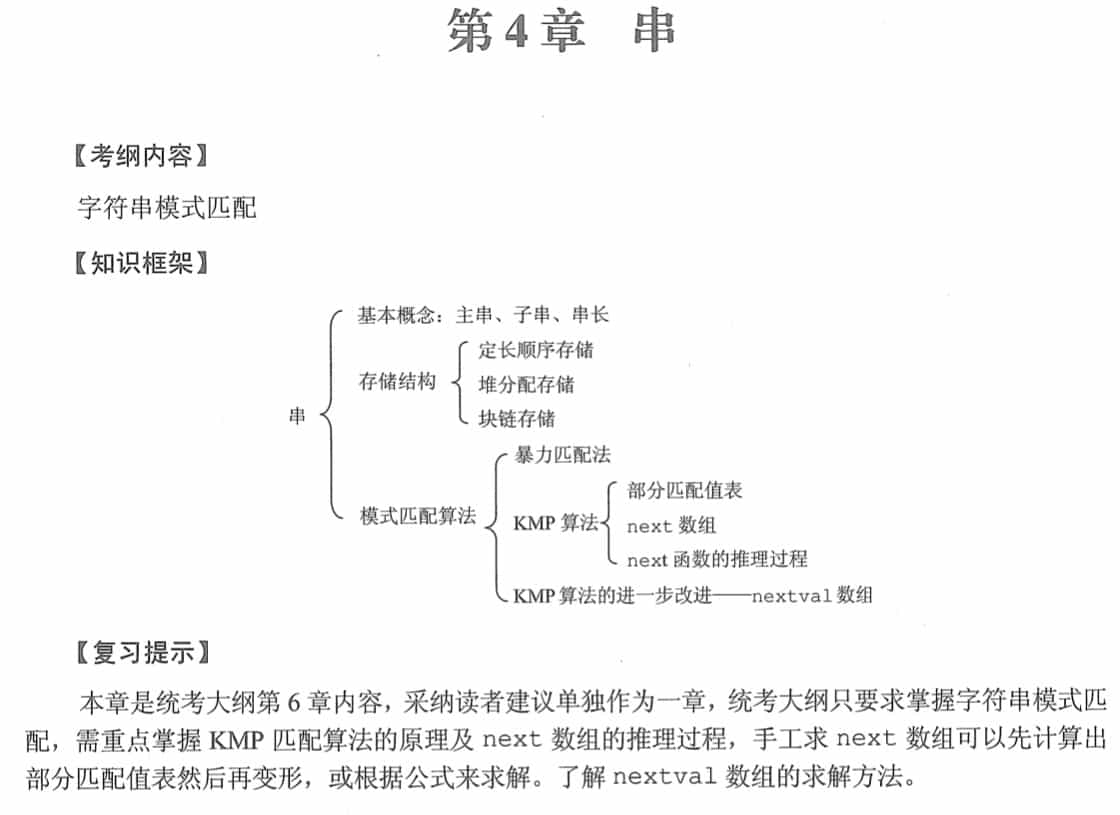 第4章 串
【考纲内容】
字符串模式匹配
【知识框架】
基本概念：主串、子串、串长
定长顺序存储
存储结构
堆分配存储
块链存储
串
暴力匹配法
部分匹配值表
模式匹配算法
KMP 算法
next 数组
next 函数的推理过程
KMP 算法的进一步改进——nextval 数组
【复习提示】
本章是统考大纲第 6 章内容，采纳读者建议单独作为一章，统考大纲只要求掌握字符串模式匹
配，需重点掌握 KMP 匹配算法的原理及 next 数组的推理过程，手工求 next 数组可以先计算出
部分匹配值表然后再变形，或根据公式来求解。了解 nextval 数组的求解方法。